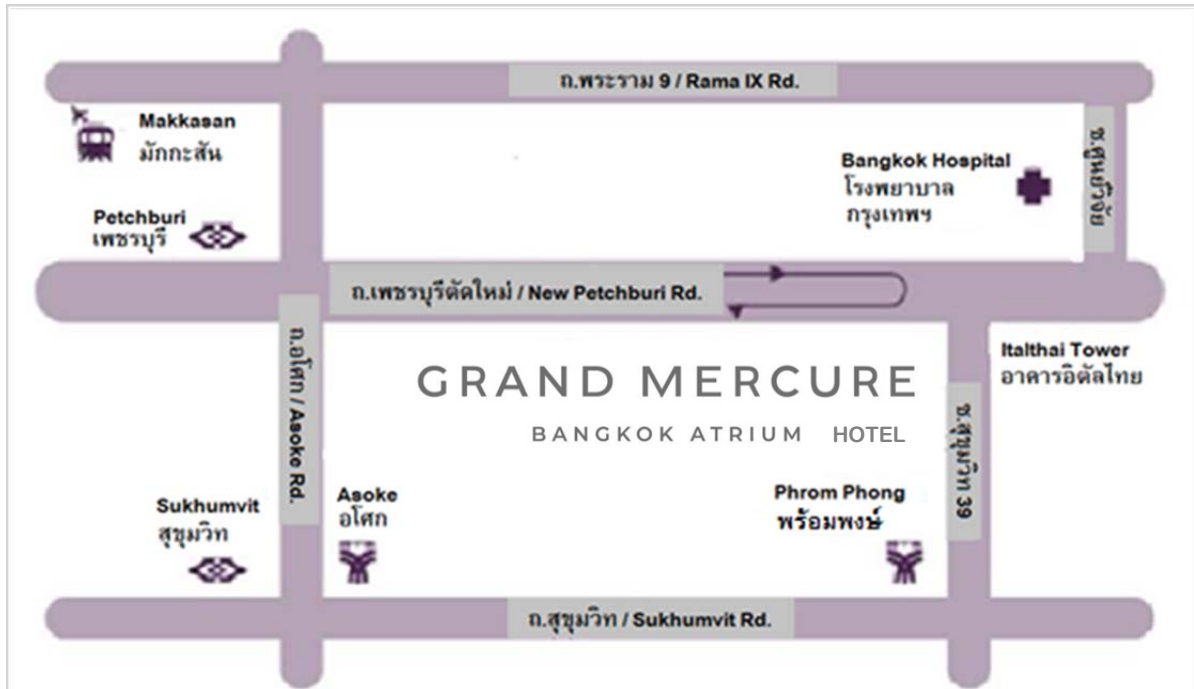 ถ.พระราม 9 / Rama IX Rd.
Makkasan
มักกะสัน
Bangkok Hospital
โรงพยาบาล
กรุงเทพฯ
ซ.ศูนย์วิจัย
Petchburi
เพชรบุรี
ถ.เพชรบุรีตัดใหม่ / New Petchburi Rd.
ถ.อโศก / Asoke Rd.
GRAND MERCURE
BANGKOK ATRIUM HOTEL
Italthai Tower
อาคารอิตัลไทย
ซ.สุขุมวิท 39
Sukhumvit
สุขุมวิท
Asoke
อโศก
Phrom Phong
พร้อมพงษ์
ถ.สุขุมวิท / Sukhumvit Rd.